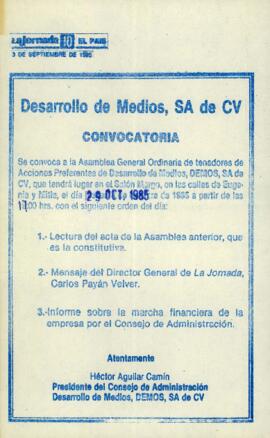 La Jornada 10 EL PAIS
3 DE SEPTIEMBRE DE 1985
Desarrollo de Medios, SA de CV
CONVOCATORIA
Se convoca a la Asamblea General Ordinaria de tenedores de
Acciones Preferentes de Desarrollo de Medios, DEMOS, SA de
CV, que tendrá lugar en el Salón Margo, en las calles de Euge-
nia y Mitla, el día 29 OCT 1985 de 1985 a partir de las
:00 hrs. con el siguiente orden del día:
1.- Lectura del acta de la Asamblea anterior, que
es la constitutiva.
2.- Mensaje del Director General de La Jornada,
Carlos Payán Velver.
3.-Informe sobre la marcha financiera de la
empresa por el Consejo de Administración.
Atentamente
Héctor Aguilar Camín
Presidente del Consejo de Administración
Desarrollo de Medios, DEMOS, SA de CV